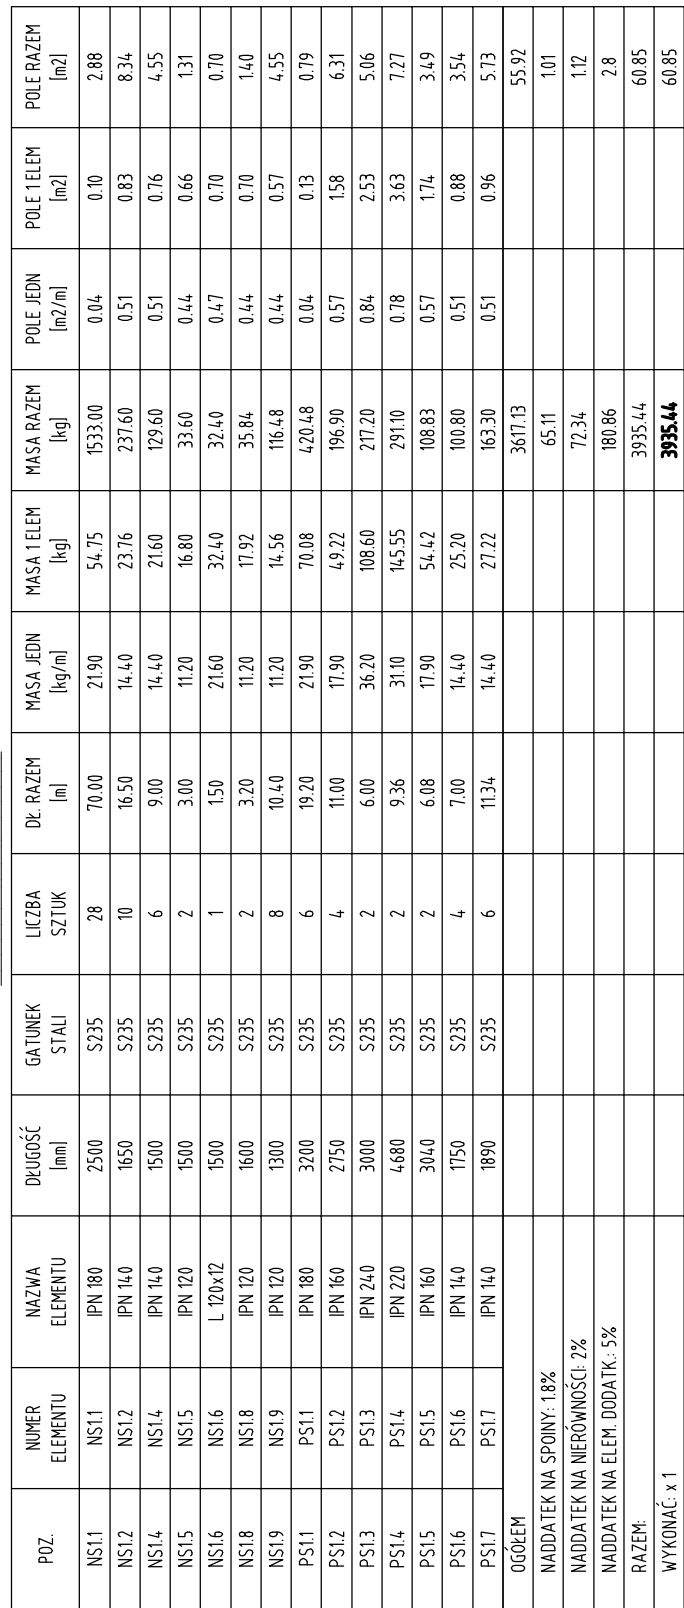 POZ. NUMER ELEMENTU NAZWA ELEMENTU DŁUGOŚĆ [mm] GATUNEK STALI LICZBA SZTUK DŁ. RAZEM [m] MASA JEDN [kg/m] MASA 1 ELEM [kg] MASA RAZEM [kg] POLE JEDN [m2/m] POLE 1 ELEM [m2] POLE RAZEM [m2]
NS1.1 NS1.1 IPN 180 2500 S235 28 70.00 21.90 54.75 1533.00 0.04 0.10 2.88
NS1.2 NS1.2 IPN 140 1650 S235 10 16.50 14.40 23.76 237.60 0.51 0.83 8.34
NS1.4 NS1.4 IPN 140 1500 S235 6 9.00 14.40 21.60 129.60 0.51 0.76 4.55
NS1.5 NS1.5 IPN 120 1500 S235 2 3.00 11.20 16.80 33.60 0.44 0.66 1.31
NS1.6 NS1.6 L 120x12 1500 S235 1 1.50 21.60 32.40 32.40 0.47 0.70 0.70
NS1.8 NS1.8 IPN 120 1600 S235 2 3.20 11.20 17.92 35.84 0.44 0.70 1.40
NS1.9 NS1.9 IPN 120 1300 S235 8 10.40 11.20 14.56 116.48 0.44 0.57 4.55
PS1.1 PS1.1 IPN 180 3200 S235 6 19.20 21.90 70.08 420.48 0.04 0.13 0.79
PS1.2 PS1.2 IPN 160 2750 S235 4 11.00 17.90 49.22 196.90 0.57 1.58 6.31
PS1.3 PS1.3 IPN 240 3000 S235 2 6.00 36.20 108.60 217.20 0.84 2.53 5.06
PS1.4 PS1.4 IPN 220 4680 S235 2 9.36 31.10 145.55 291.10 0.78 3.63 7.27
PS1.5 PS1.5 IPN 160 3040 S235 2 6.08 17.90 54.42 108.83 0.57 1.74 3.49
PS1.6 PS1.6 IPN 140 1750 S235 4 7.00 14.40 25.20 100.80 0.51 0.88 3.54
PS1.7 PS1.7 IPN 140 1890 S235 6 11.34 14.40 27.22 163.30 0.51 0.96 5.73
OGÓŁEM 3617.13 55.92
NADDATEK NA SPOINY: 1.8% 65.11 1.01
NADDATEK NA NIERÓWNOŚCI: 2% 72.34 1.12
NADDATEK NA ELEM. DODATK.: 5% 180.86 2.8
RAZEM: 3935.44 60.85
WYKONAĆ: x 1 3935.44 60.85